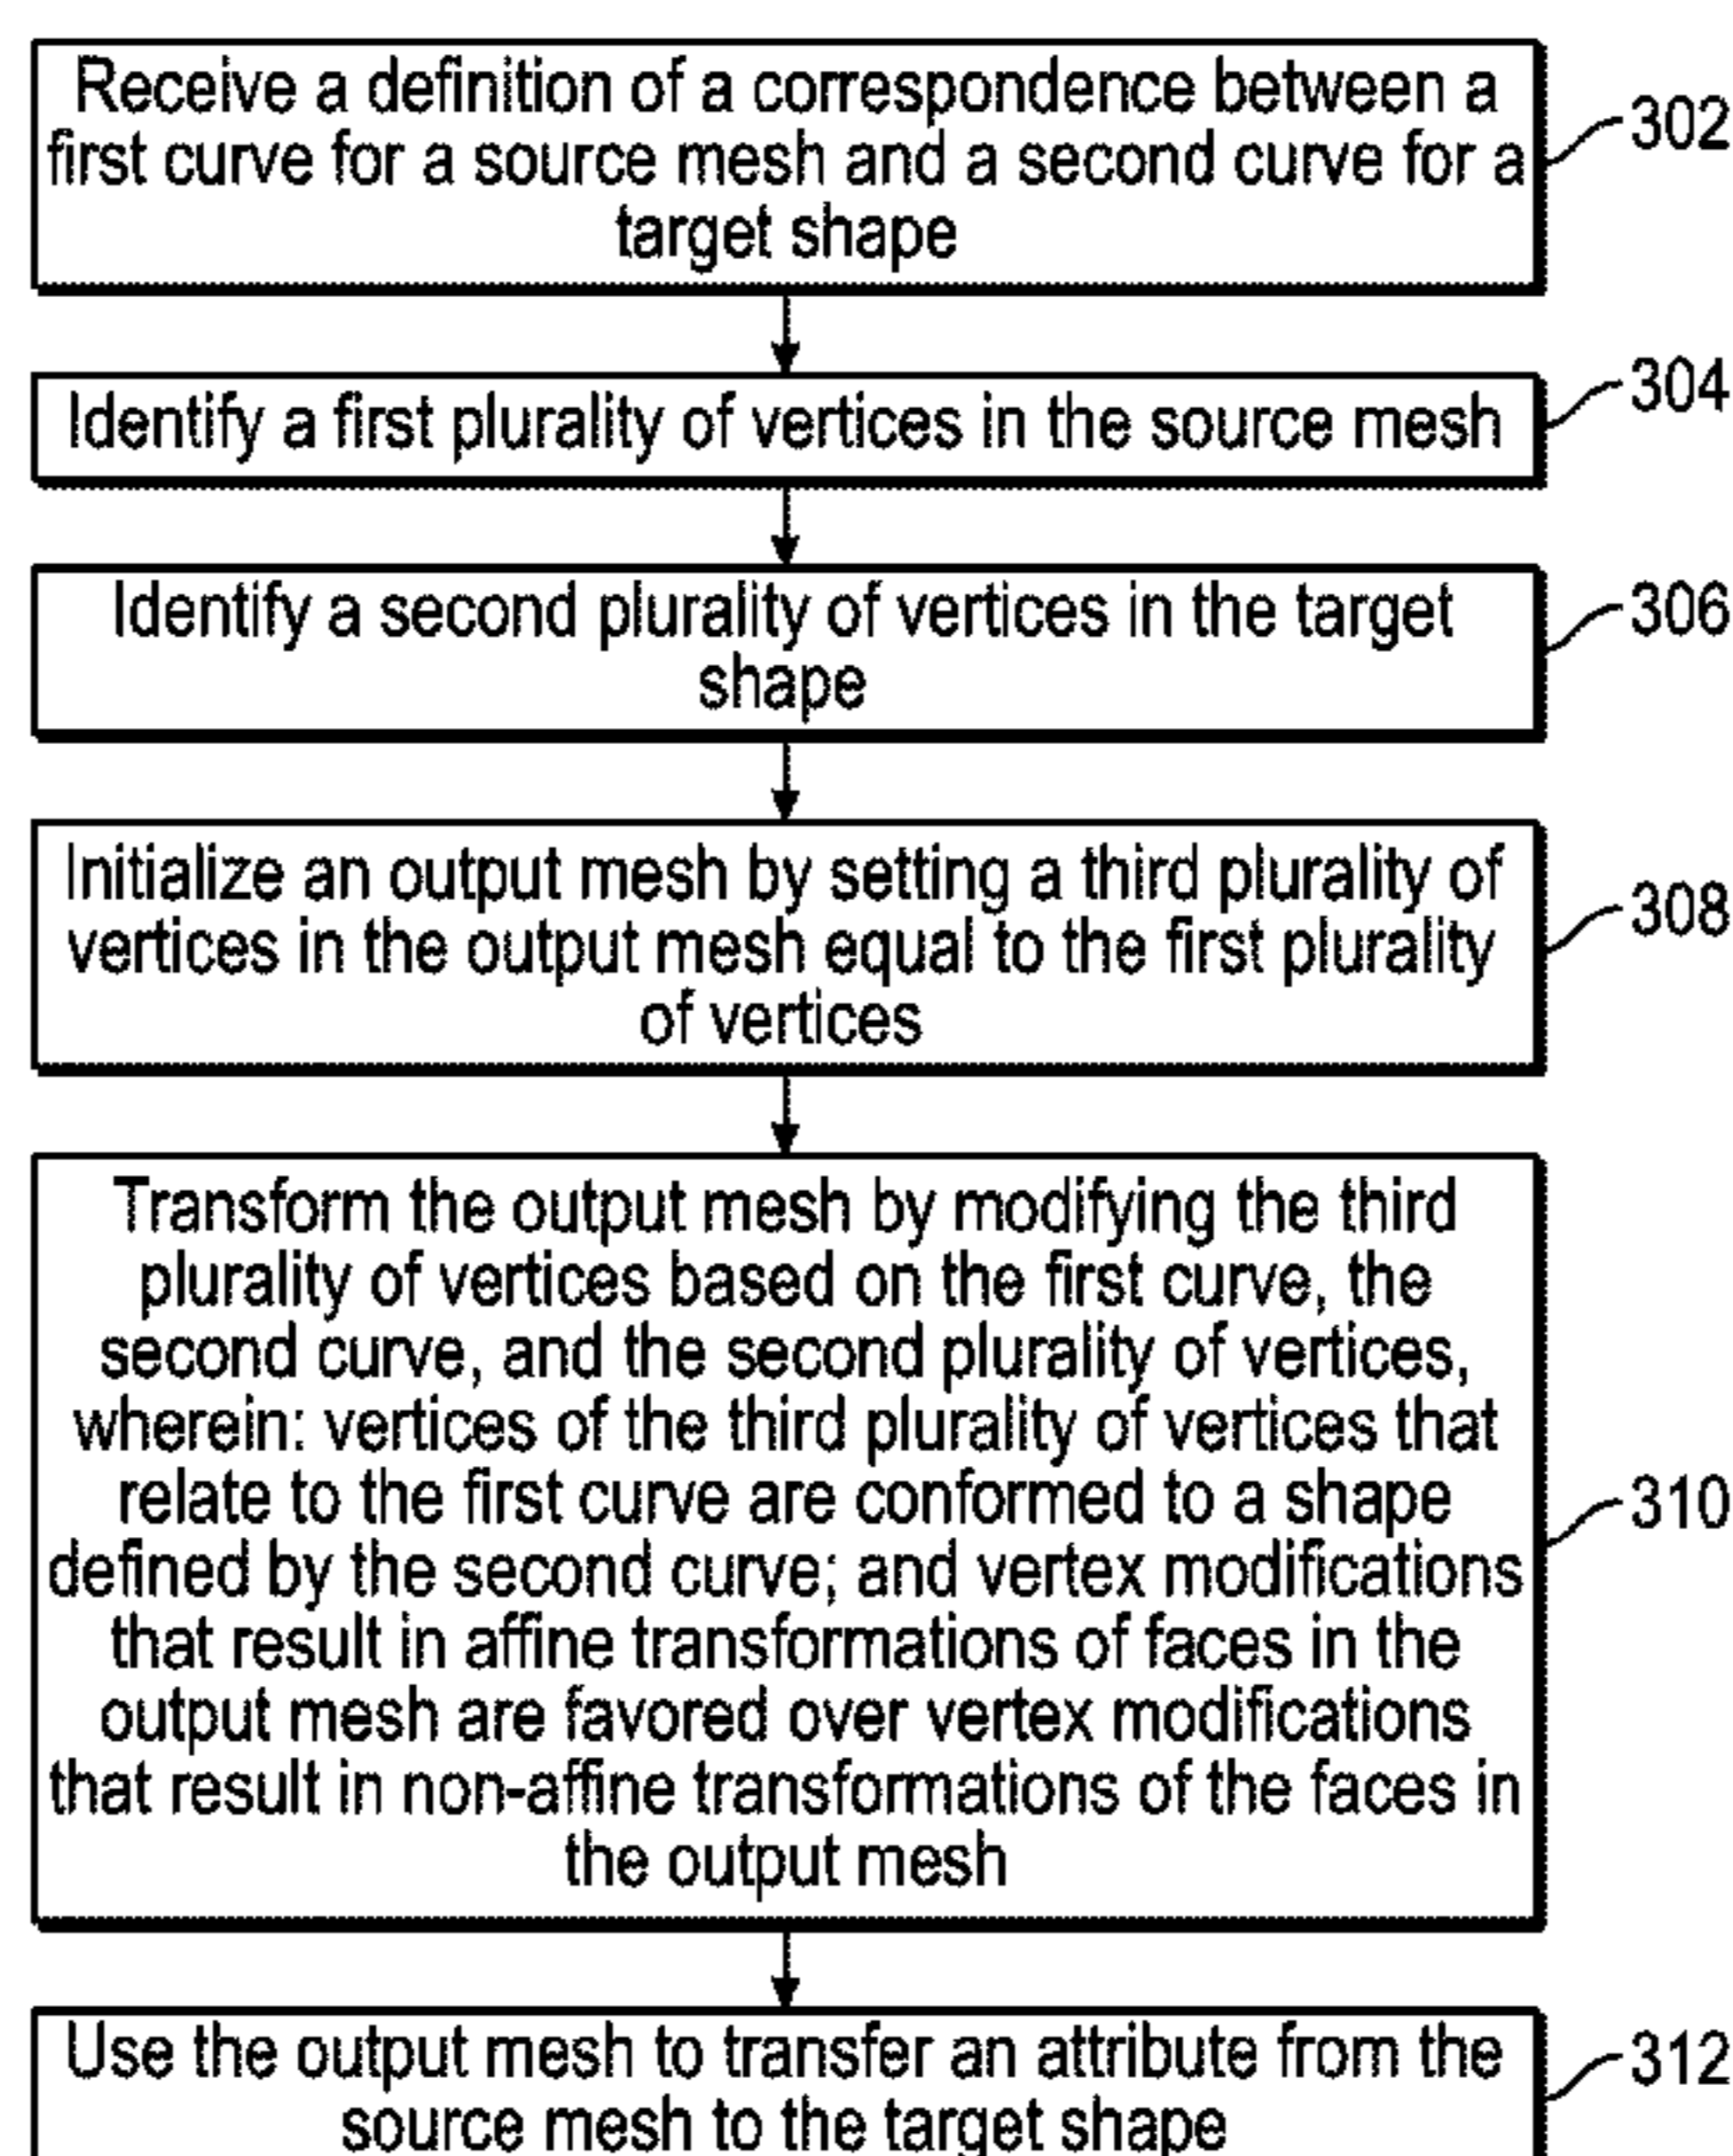 Receive a definition of a correspondence between a
first curve for a source mesh and a second curve for a
target shape
302
Identify a first plurality of vertices in the source mesh
304
Identify a second plurality of vertices in the target
shape
306
Initialize an output mesh by setting a third plurality of
vertices in the output mesh equal to the first plurality
of vertices
308
Transform the output mesh by modifying the third
plurality of vertices based on the first curve, the
second curve, and the second plurality of vertices,
wherein: vertices of the third plurality of vertices that
relate to the first curve are conformed to a shape
defined by the second curve; and vertex modifications
that result in affine transformations of faces in the
output mesh are favored over vertex modifications
that result in non-affine transformations of the faces in
the output mesh
310
Use the output mesh to transfer an attribute from the
source mesh to the target shape
312